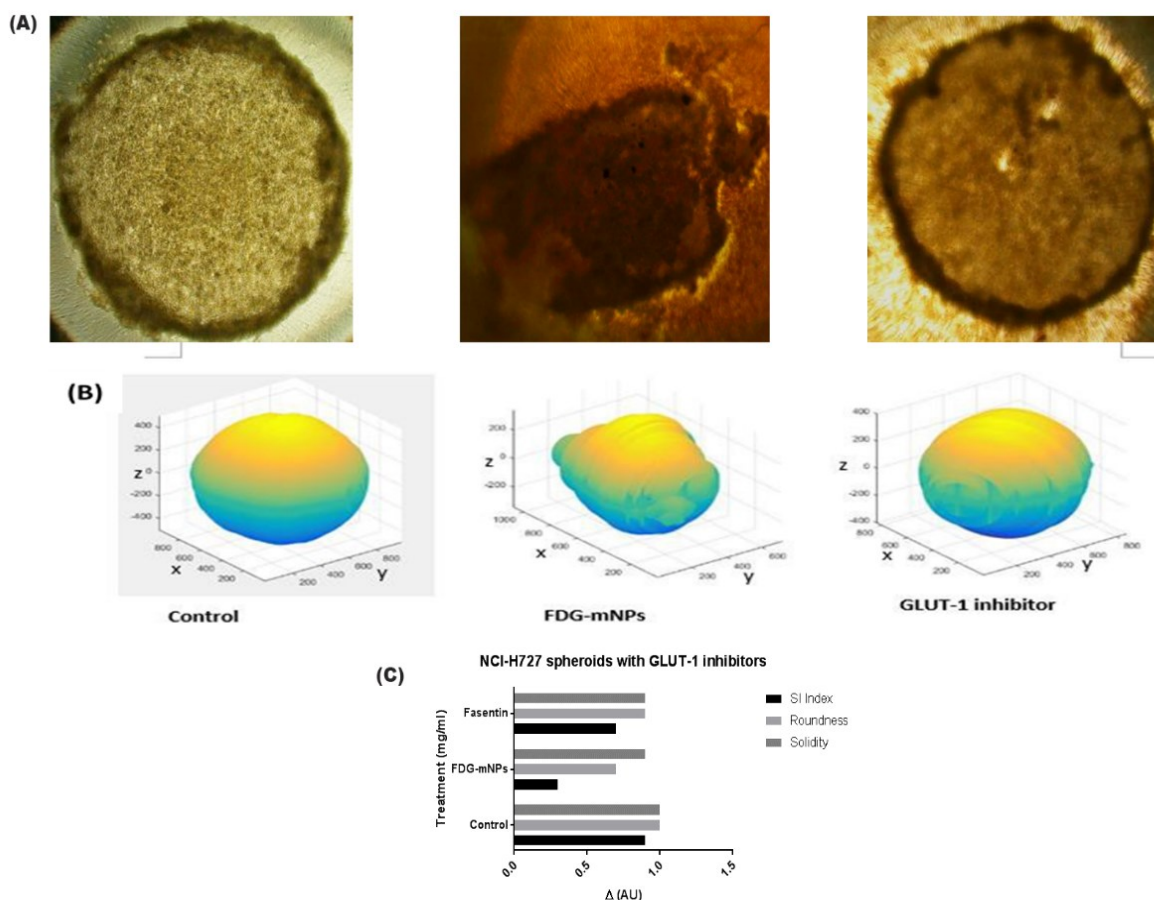 (A)
(B)
400
200
Z 0
-200
-400
800
600
400
200
x
800
600
400
200
y
Control
200
Z 0
-200
1000
800
600
400
200
x
600
400
200
y
FDG-mNPs
400
200
Z 0
-200
-400
800
600
400
200
x
800
600
400
200
y
GLUT-1 inhibitor
(C)
NCI-H727 spheroids with GLUT-1 inhibitors
Treatment (mg/ml)
Fasentin
FDG-mNPs
Control
0.0 0.5 1.0 1.5
Δ (AU)
SI Index
Roundness
Solidity